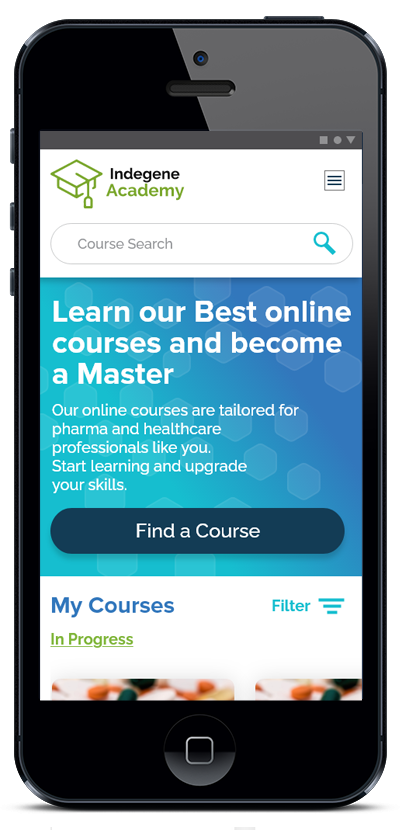 Indegene
Academy
Course Search
Learn our Best online
courses and become
a Master
Our online courses are tailored for
pharma and healthcare
professionals like you.
Start learning and upgrade
your skills.
Find a Course
My Courses
Filter
In Progress